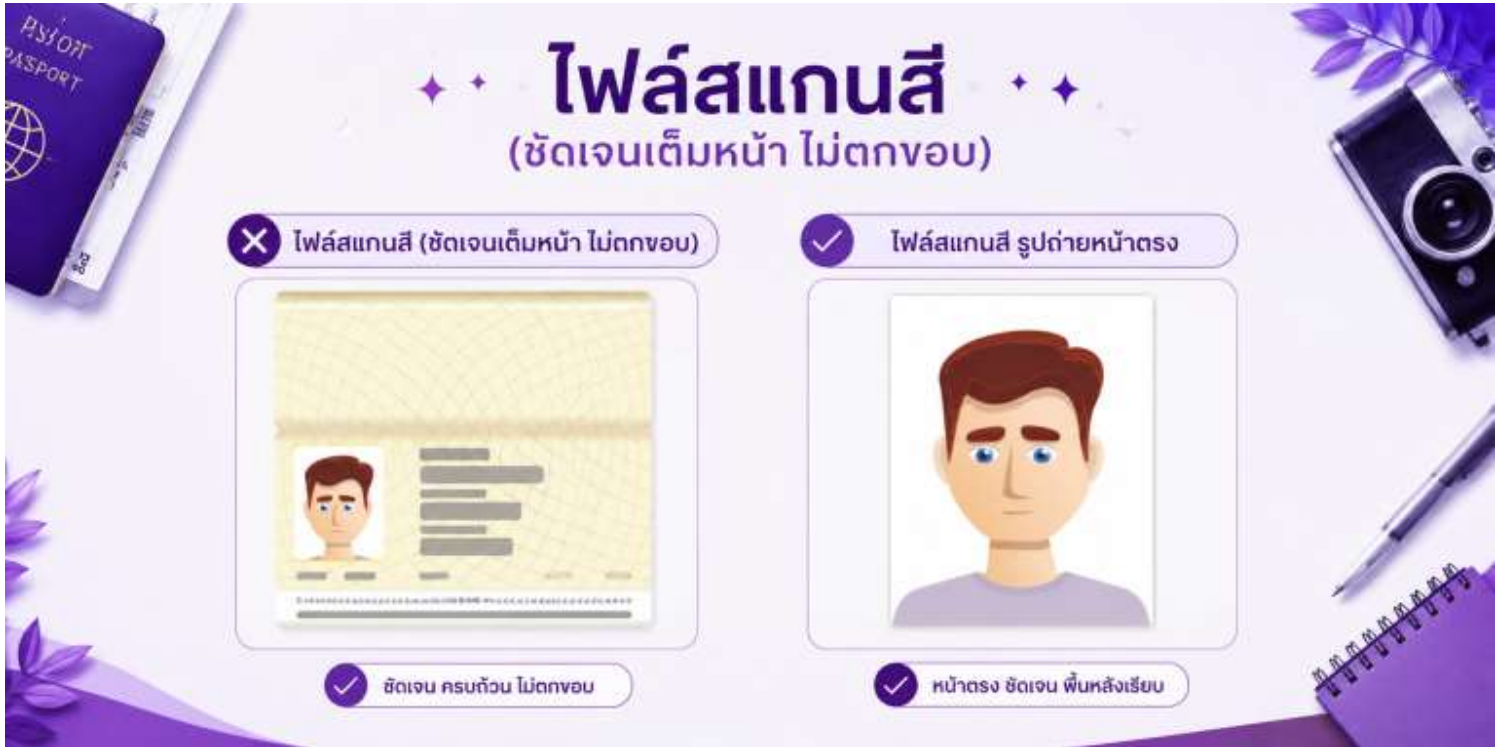 PASPORT
ไฟล์สแกนสี
(ชัดเจนเต็มหน้า ไม่ตกขอบ)
ไฟล์สแกนสี (ชัดเจนเต็มหน้า ไม่ตกขอบ)
ไฟล์สแกนสี รูปถ่ายหน้าตรง
ชัดเจน ครบถ้วน ไม่ตกขอบ
หน้าตรง ชัดเจน พื้นหลังเรียบ